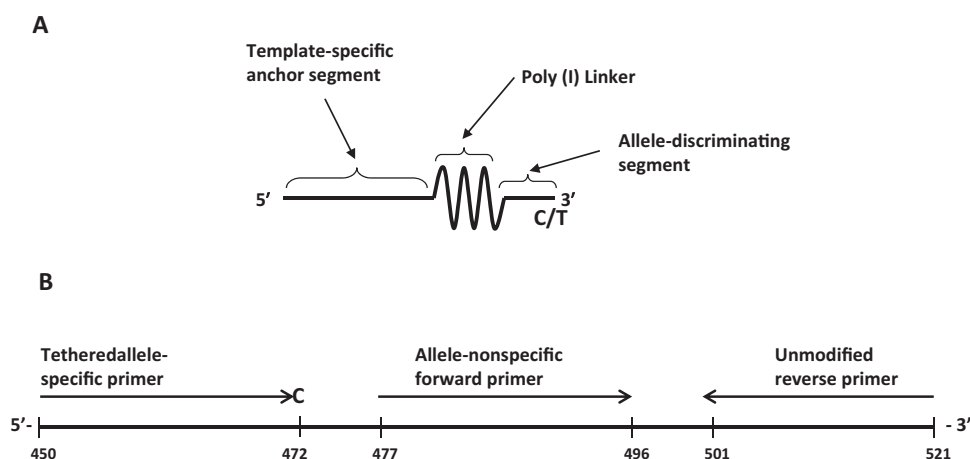 A
Template-specific
anchor segment
Poly (I) Linker
Allele-discriminating
segment
5′
3′
C/T
B
Tetheredallele-
specific primer
Allele-nonspecific
forward primer
Unmodified
reverse primer
C
5′-
- 3′
450
472
477
496
501
521